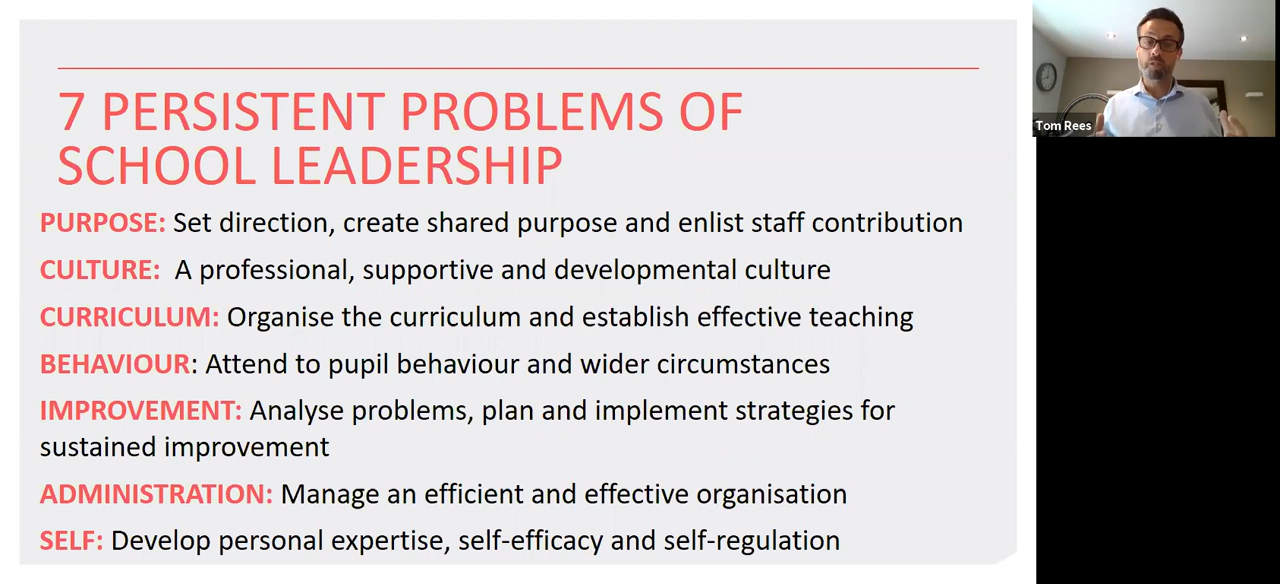 7 PERSISTENT PROBLEMS OF
SCHOOL LEADERSHIP
PURPOSE: Set direction, create shared purpose and enlist staff contribution
CULTURE: A professional, supportive and developmental culture
CURRICULUM: Organise the curriculum and establish effective teaching
BEHAVIOUR: Attend to pupil behaviour and wider circumstances
IMPROVEMENT: Analyse problems, plan and implement strategies for
sustained improvement
ADMINISTRATION: Manage an efficient and effective organisation
SELF: Develop personal expertise, self-efficacy and self-regulation
Tom Rees